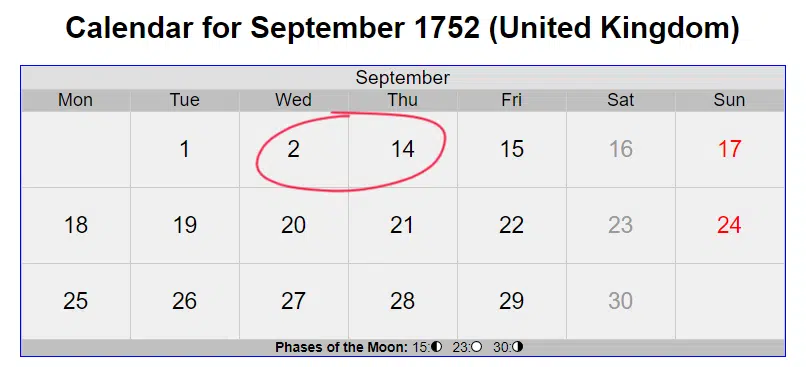 Calendar for September 1752 (United Kingdom)
September
Mon Tue Wed Thu Fri Sat Sun
1 2 14 15 16 17
18 19 20 21 22 23 24
25 26 27 28 29 30
Phases of the Moon: 15:🌓 23:🌕 30:🌗